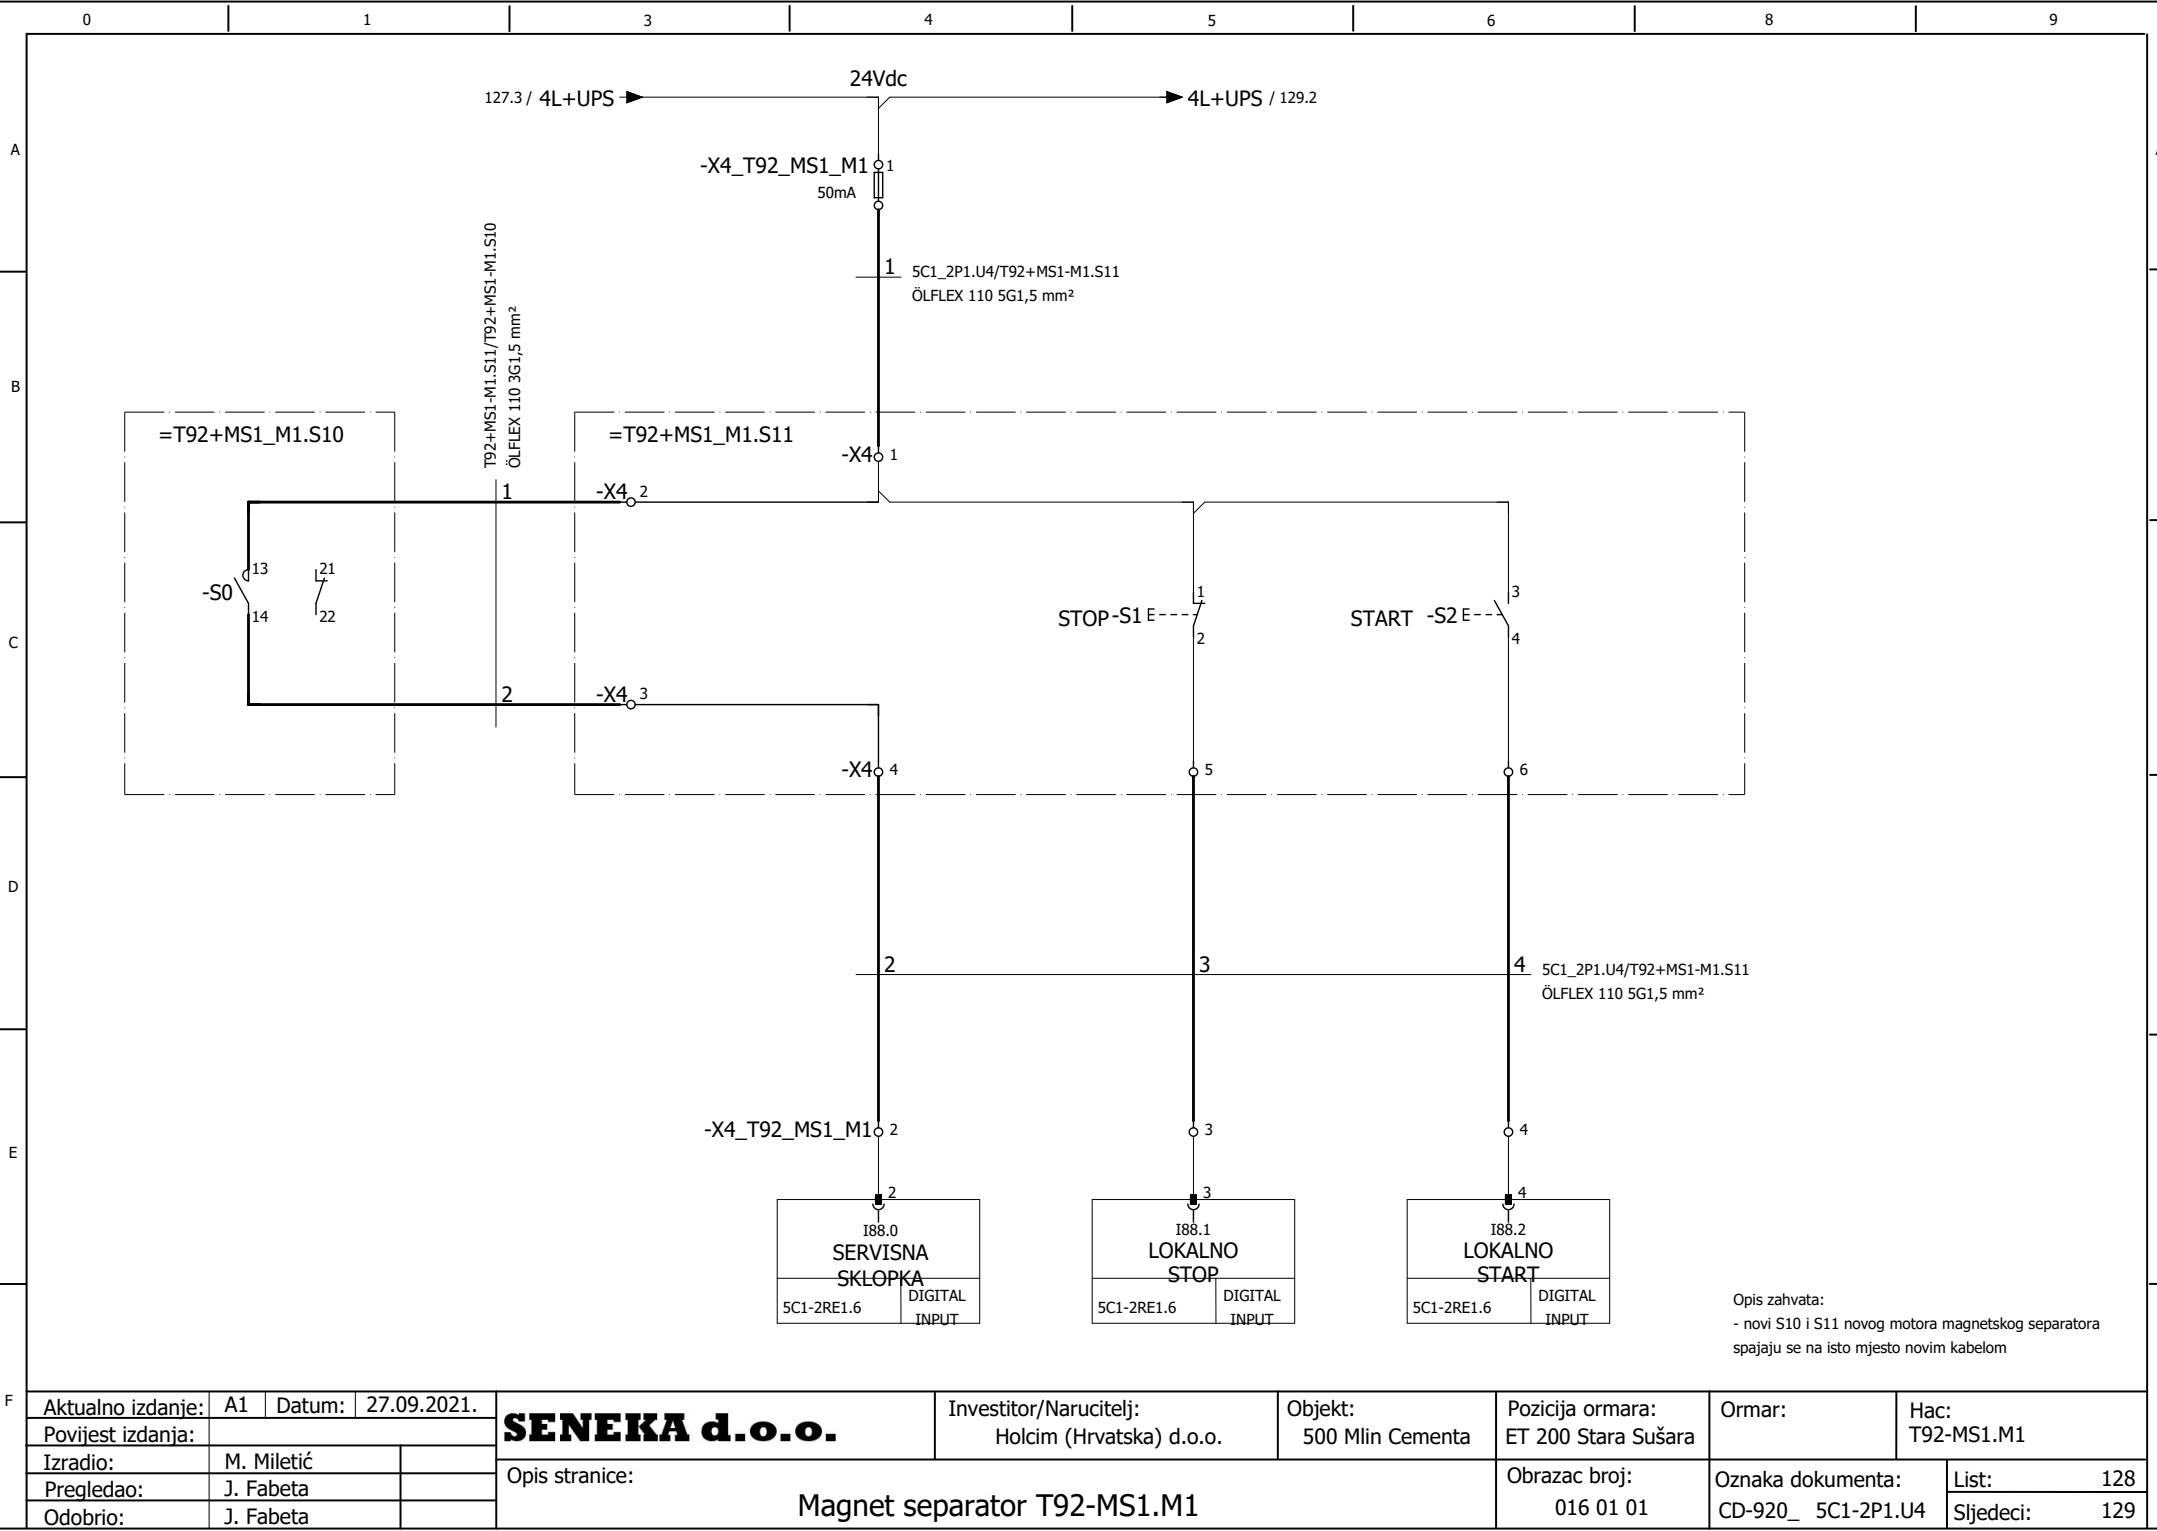 0 1 3 4 5 6 8 9
24Vdc
127.3 / 4L+UPS
4L+UPS / 129.2
A
-X4_T92_MS1_M1 1
50mA
1 5C1_2P1.U4/T92+MS1-M1.S11
ÖLFLEX 110 5G1,5 mm²
T92+MS1-M1.S11/T92+MS1-M1.S10
ÖLFLEX 110 3G1,5 mm²
B
=T92+MS1_M1.S10
=T92+MS1_M1.S11
-X4 1
1
-X4 2
13
21
-S0
14
22
1
STOP -S1
2
3
START -S2
4
C
2
-X4 3
-X4 4
5
6
D
2
3
4 5C1_2P1.U4/T92+MS1-M1.S11
ÖLFLEX 110 5G1,5 mm²
-X4_T92_MS1_M1 2
3
4
E
2
I88.0
SERVISNA
SKLOPKA
5C1-2RE1.6
DIGITAL
INPUT
3
I88.1
LOKALNO
STOP
5C1-2RE1.6
DIGITAL
INPUT
4
I88.2
LOKALNO
START
5C1-2RE1.6
DIGITAL
INPUT
Opis zahvata:
- novi S10 i S11 novog motora magnetskog separatora
spajaju se na isto mjesto novim kabelom
F
Aktualno izdanje: A1 Datum: 27.09.2021.
Povijest izdanja:
Izradio: M. Miletić
Pregledao: J. Fabeta
Odobrio: J. Fabeta
SENEKA d.o.o.
Investitor/Narucitelj:
Holcim (Hrvatska) d.o.o.
Objekt:
500 Mlin Cementa
Pozicija ormara:
ET 200 Stara Sušara
Ormar:
Hac:
T92-MS1.M1
Opis stranice:
Magnet separator T92-MS1.M1
Obrazac broj:
016 01 01
Oznaka dokumenta:
CD-920_ 5C1-2P1.U4
List: 128
Sljedeci: 129